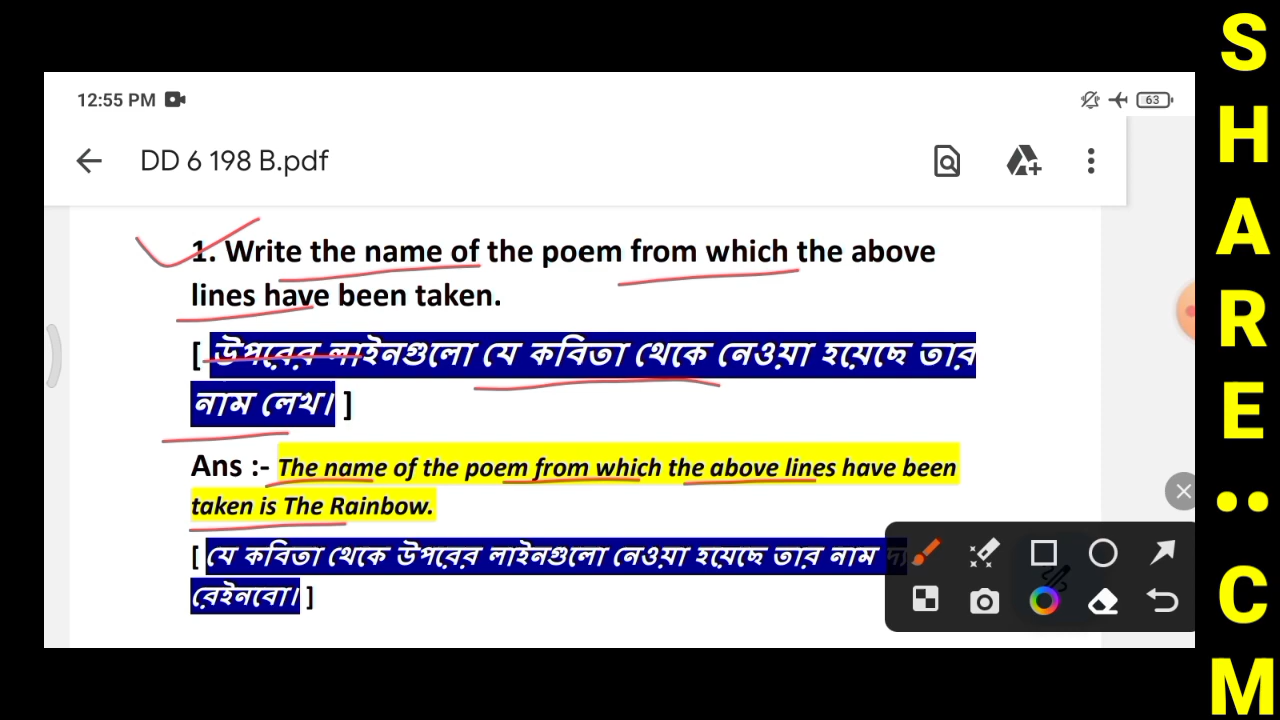 12:55 PM
63
DD 6 198 B.pdf
1. Write the name of the poem from which the above
lines have been taken.
[ উপরের লাইনগুলো যে কবিতা থেকে নেওয়া হয়েছে তার
নাম লেখ। ]
Ans :- The name of the poem from which the above lines have been
taken is The Rainbow.
[ যে কবিতা থেকে উপরের লাইনগুলো নেওয়া হয়েছে তার নাম দ্য
রেইনবো। ]
SHARE··CM